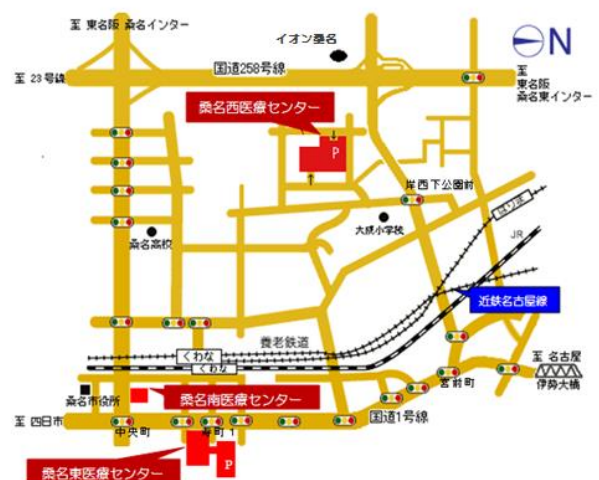 至 東名阪 桑名インター
イオン桑名
N
至 23号線
国道258号線
至
東名阪
桑名東インター
桑名西医療センター
P
岸西下公園前
はりま
大成小学校
桑名高校
JR
近鉄名古屋線
養老鉄道
くわな
くわな
至 名古屋
宮前町
伊勢大橋
桑名市役所
桑名南医療センター
国道1号線
至 四日市
中央町
寿町 1
桑名東医療センター
P